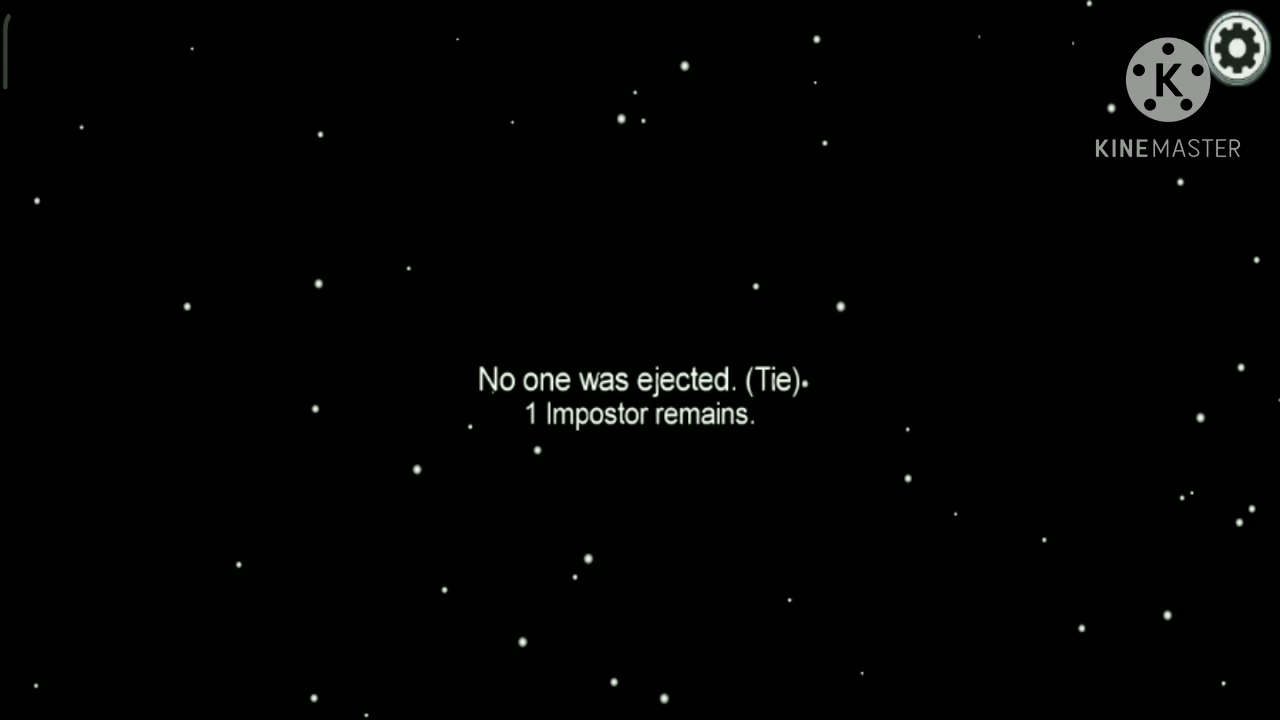 K
KINEMASTER
No one was ejected. (Tie)
1 Impostor remains.